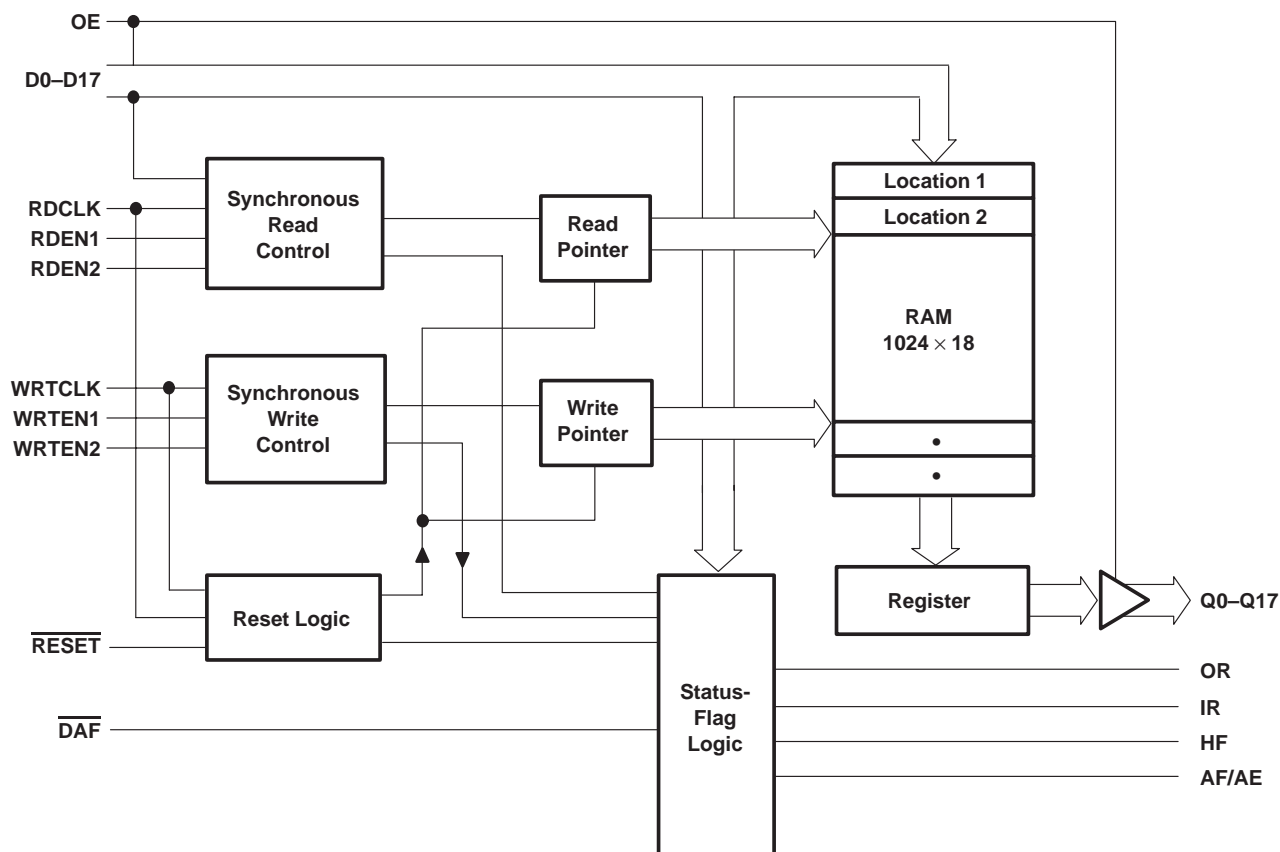 OE
D0–D17
RDCLK
RDEN1
RDEN2
Synchronous
Read
Control
Read
Pointer
Location 1
Location 2
RAM
1024 × 18
•
•
WRTCLK
WRTEN1
WRTEN2
Synchronous
Write
Control
Write
Pointer
Reset Logic
RESET
DAF
Status-
Flag
Logic
Register
Q0–Q17
OR
IR
HF
AF/AE